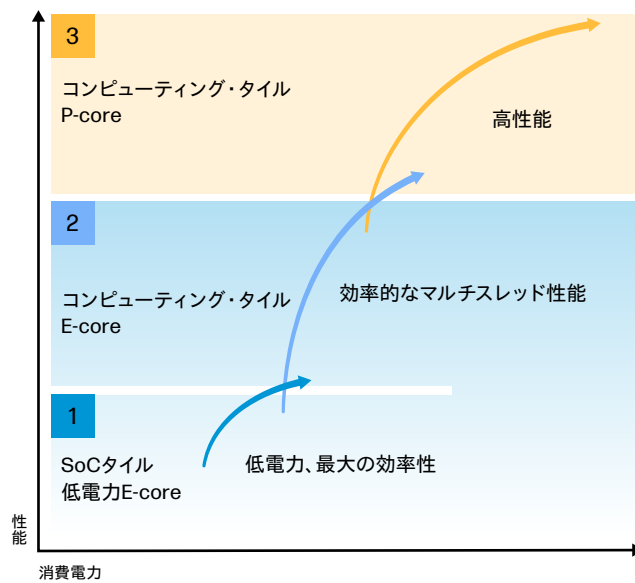 3
コンピューティング・タイル
P-core
高性能
2
コンピューティング・タイル
E-core
効率的なマルチスレッド性能
1
SoCタイル
低電力E-core
低電力、最大の効率性
性能
消費電力